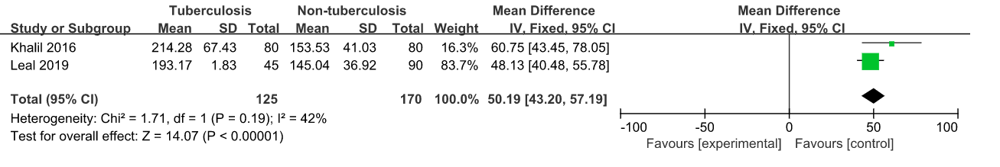 Tuberculosis Non-tuberculosis Mean Difference Mean Difference
Study or Subgroup Mean SD Total Mean SD Total Weight IV, Fixed, 95% CI IV, Fixed, 95% CI
Khalil 2016 214.28 67.43 80 153.53 41.03 80 16.3% 60.75 [43.45, 78.05]
Leal 2019 193.17 1.83 45 145.04 36.92 90 83.7% 48.13 [40.48, 55.78]
Total (95% CI) 125 170 100.0% 50.19 [43.20, 57.19]
Heterogeneity: Chi² = 1.71, df = 1 (P = 0.19); I² = 42%
Test for overall effect: Z = 14.07 (P < 0.00001)
-100 -50 0 50 100
Favours [experimental] Favours [control]